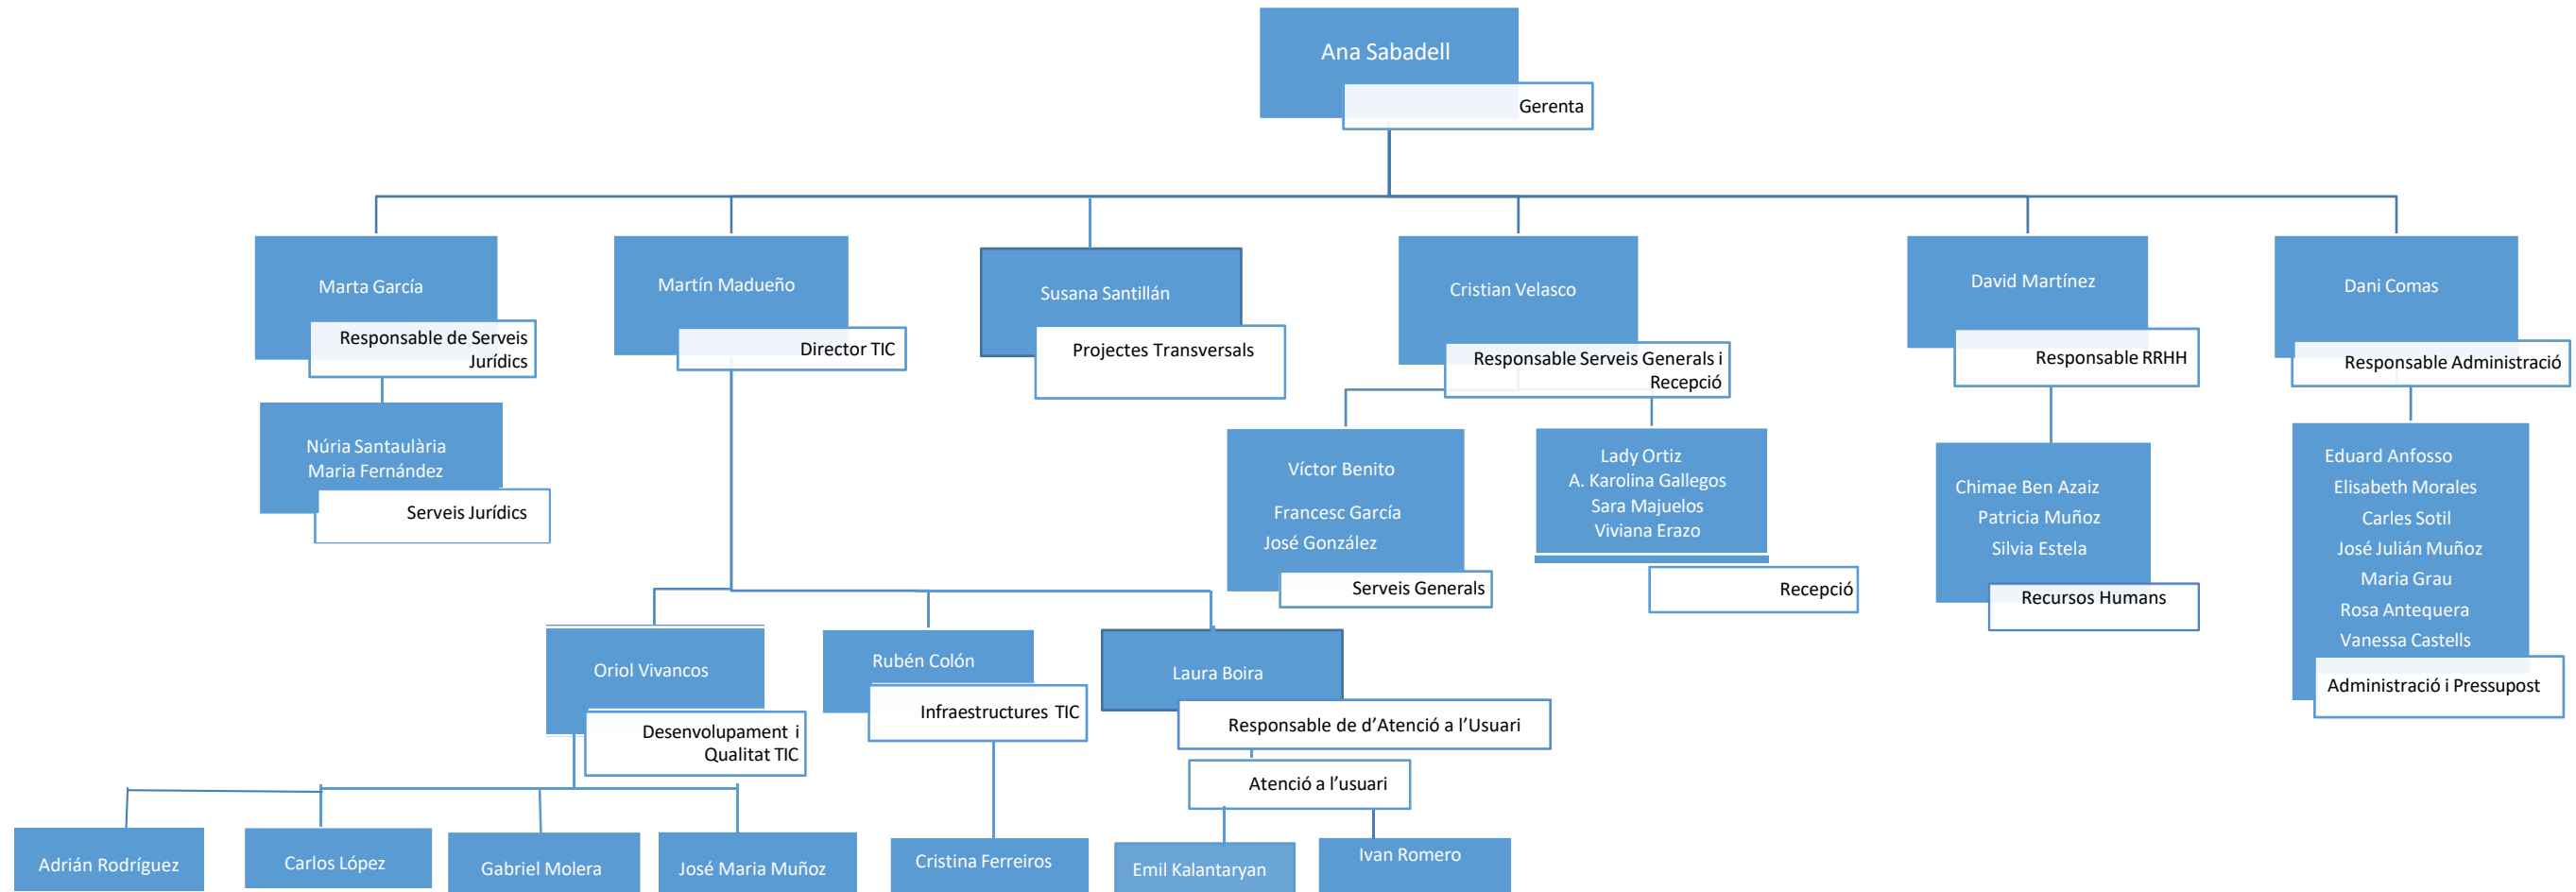 Ana Sabadell
Gerenta
Marta García
Responsable de Serveis
Jurídics
Martín Madueño
Director TIC
Susana Santillán
Projectes Transversals
Cristian Velasco
Responsable Serveis Generals i
Recepció
David Martínez
Responsable RRHH
Dani Comas
Responsable Administració
Núria Santaulària
Maria Fernández
Serveis Jurídics
Víctor Benito
Francesc García
José González
Serveis Generals
Lady Ortiz
A. Karolina Gallegos
Sara Majuelos
Viviana Erazo
Recepció
Chimae Ben Azaiz
Patricia Muñoz
Silvia Estela
Recursos Humans
Eduard Anfosso
Elisabeth Morales
Carles Sotil
José Julián Muñoz
Maria Grau
Rosa Antequera
Vanessa Castells
Administració i Pressupost
Oriol Vivancos
Desenvolupament i
Qualitat TIC
Rubén Colón
Infraestructures TIC
Laura Boira
Responsable de d’Atenció a l’Usuari
Atenció a l’usuari
Adrián Rodríguez
Carlos López
Gabriel Molera
José Maria Muñoz
Cristina Ferreiros
Emil Kalantaryan
Ivan Romero